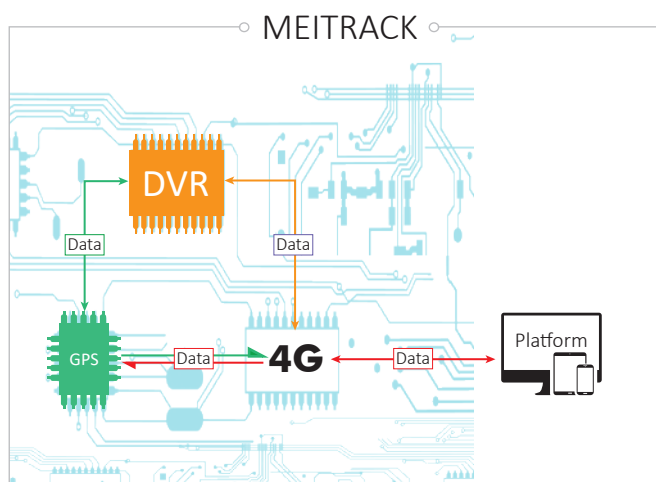 MEITRACK
DVR
Data
Data
Platform
GPS
Data
4G
Data